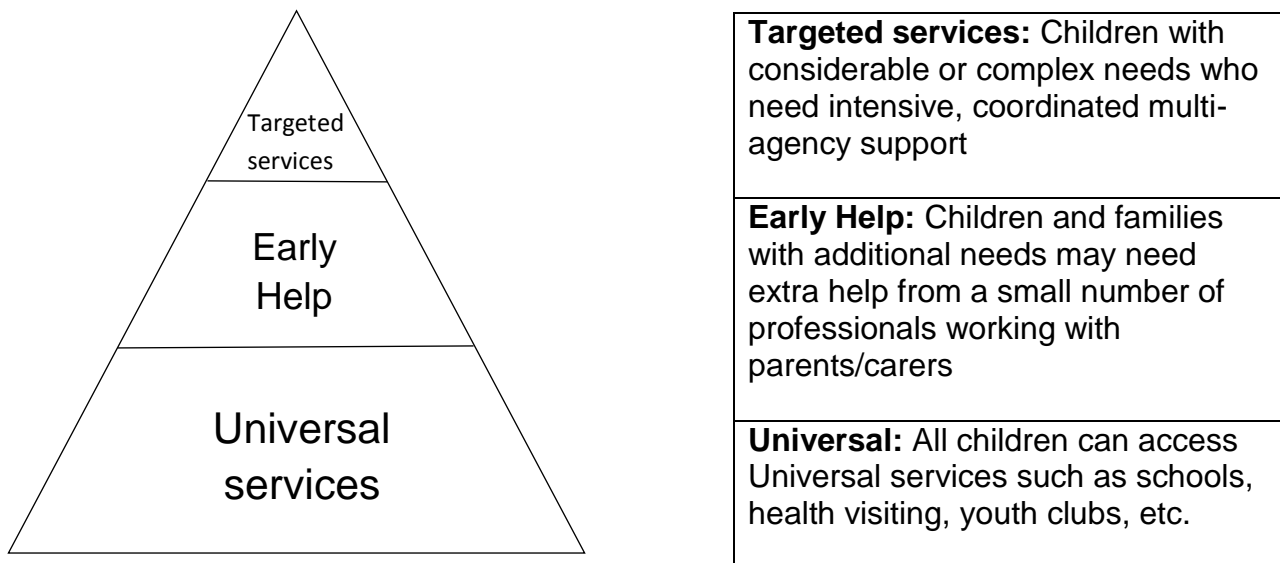 Targeted
services
Early
Help
Universal
services
Targeted services: Children with
considerable or complex needs who
need intensive, coordinated multi-
agency support
Early Help: Children and families
with additional needs may need
extra help from a small number of
professionals working with
parents/carers
Universal: All children can access
Universal services such as schools,
health visiting, youth clubs, etc.